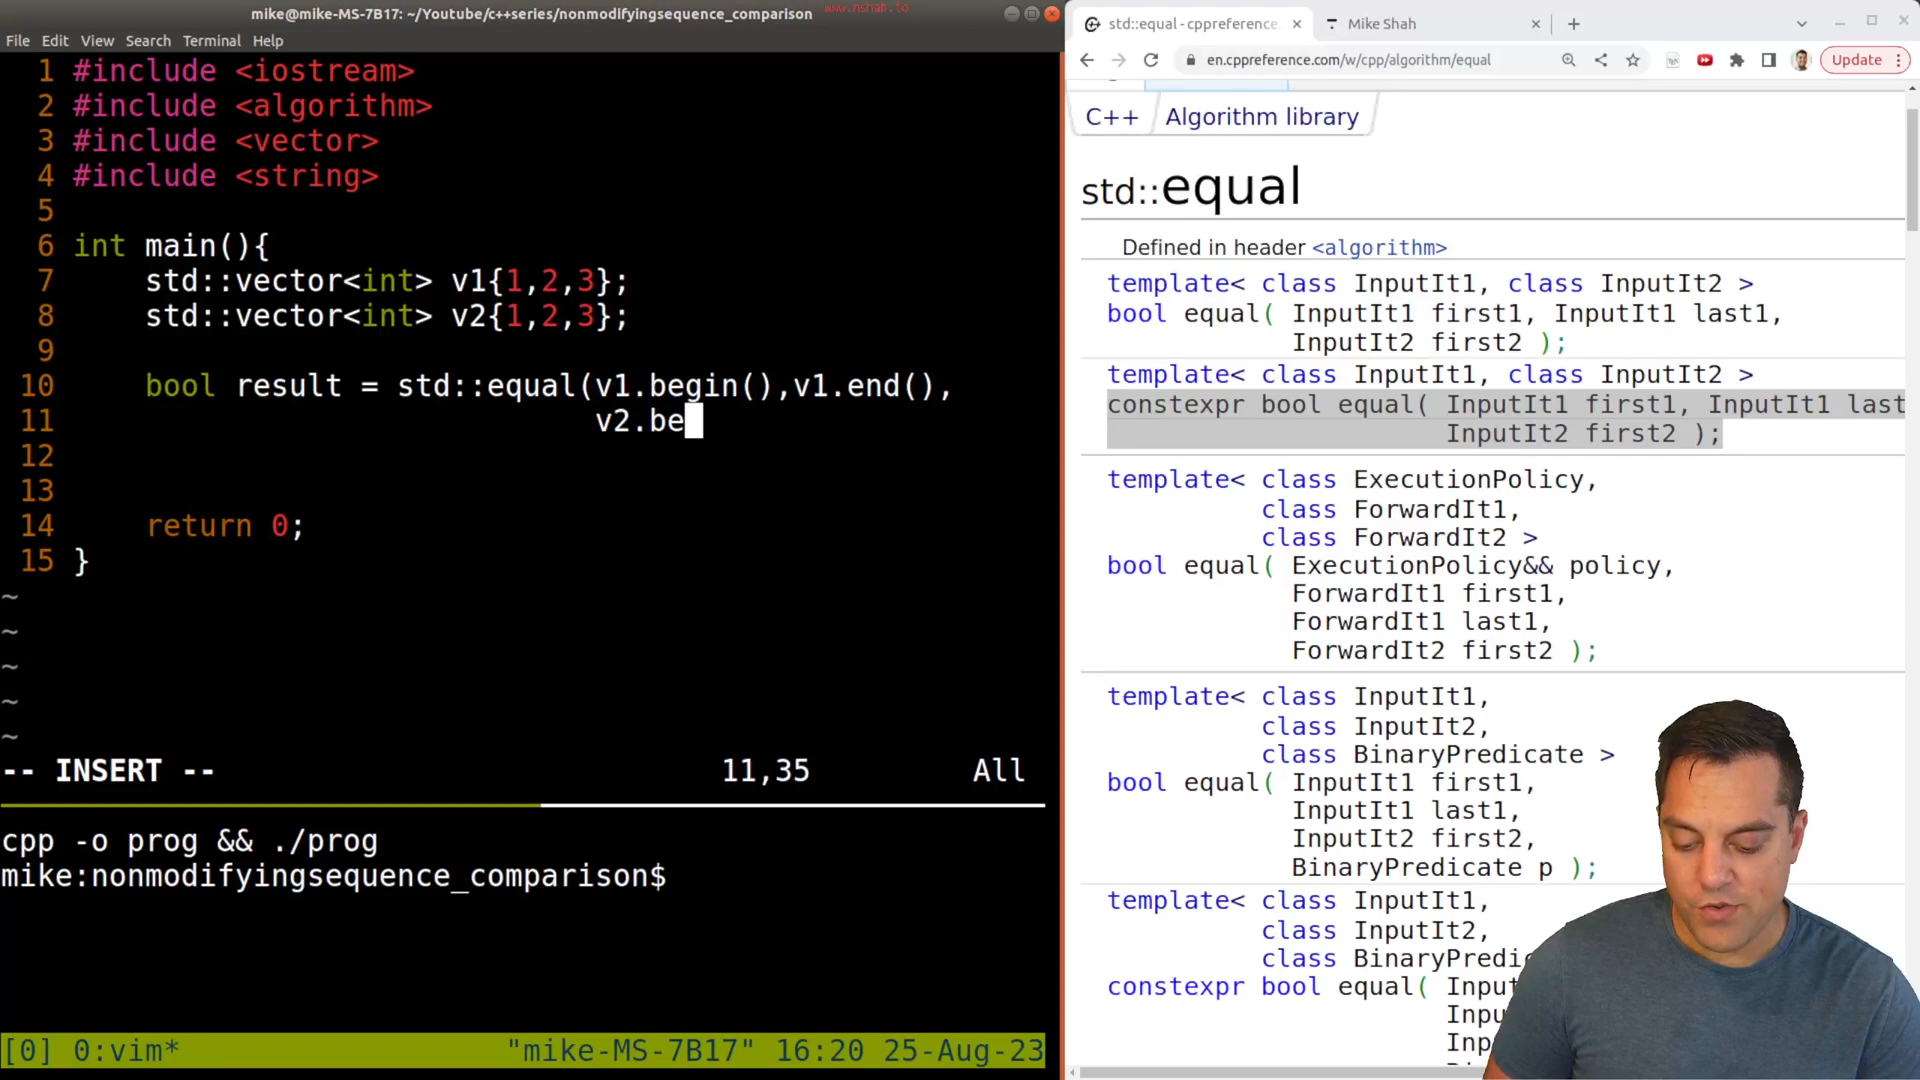 mike@mike-MS-7B17: ~/Youtube/c++series/nonmodifyingsequence_comparison
www.mshah.io
File Edit View Search Terminal Help
1 #include <iostream>
2 #include <algorithm>
3 #include <vector>
4 #include <string>
5
6 int main(){
7 std::vector<int> v1{1,2,3};
8 std::vector<int> v2{1,2,3};
9
10 bool result = std::equal(v1.begin(),v1.end(),
11 v2.be
12
13
14 return 0;
15 }
~
~
~
~
~
-- INSERT -- 11,35 All
cpp -o prog && ./prog
mike:nonmodifyingsequence_comparison$
[0] 0:vim* "mike-MS-7B17" 16:20 25-Aug-23
std::equal - cppreference. Mike Shah
en.cppreference.com/w/cpp/algorithm/equal
Update
C++ Algorithm library
std::equal
Defined in header <algorithm>
template< class InputIt1, class InputIt2 >
bool equal( InputIt1 first1, InputIt1 last1,
InputIt2 first2 );
template< class InputIt1, class InputIt2 >
constexpr bool equal( InputIt1 first1, InputIt1 last
InputIt2 first2 );
template< class ExecutionPolicy,
class ForwardIt1,
class ForwardIt2 >
bool equal( ExecutionPolicy&& policy,
ForwardIt1 first1,
ForwardIt1 last1,
ForwardIt2 first2 );
template< class InputIt1,
class InputIt2,
class BinaryPredicate >
bool equal( InputIt1 first1,
InputIt1 last1,
InputIt2 first2,
BinaryPredicate p );
template< class InputIt1,
class InputIt2,
class BinaryPredi
constexpr bool equal( Inpu
Inpu
Inp